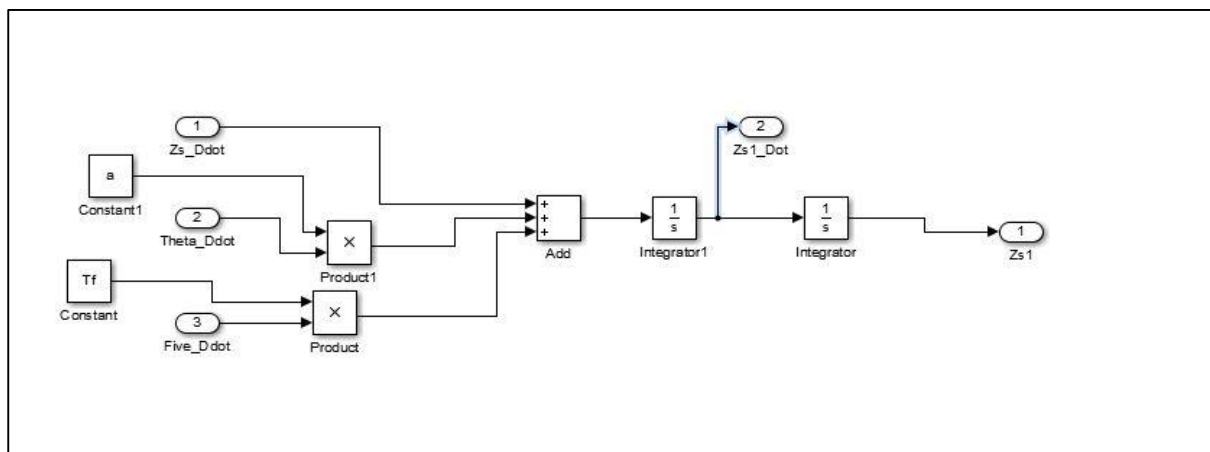 1
Zs_Ddot
a
Constant1
2
Theta_Ddot
×
Product1
Tf
Constant
3
Five_Ddot
×
Product
+
+
+
Add
1
s
Integrator1
2
Zs1_Dot
1
s
Integrator
1
Zs1